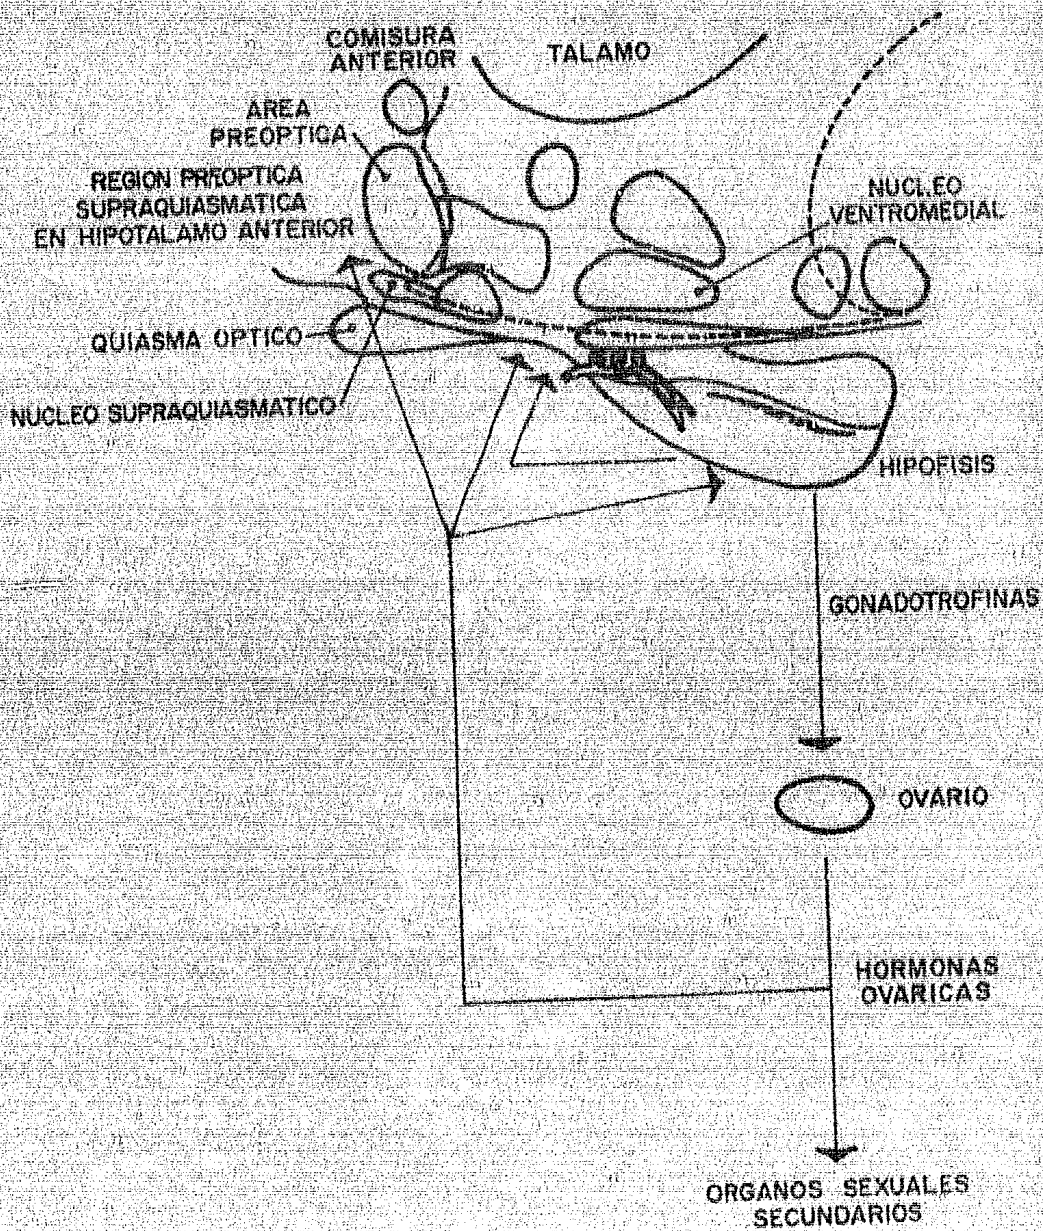 COMISURA
ANTERIOR
TALAMO
AREA
PREOPTICA
REGION PREOPTICA
SUPRAQUIASMATICA
EN HIPOTALAMO ANTERIOR
NUCLEO
VENTROMEDIAL
QUIASMA OPTICO
NUCLEO SUPRAQUIASMATICO
HIPOFISIS
GONADOTROFINAS
OVARIO
HORMONAS
OVARICAS
ORGANOS SEXUALES
SECUNDARIOS